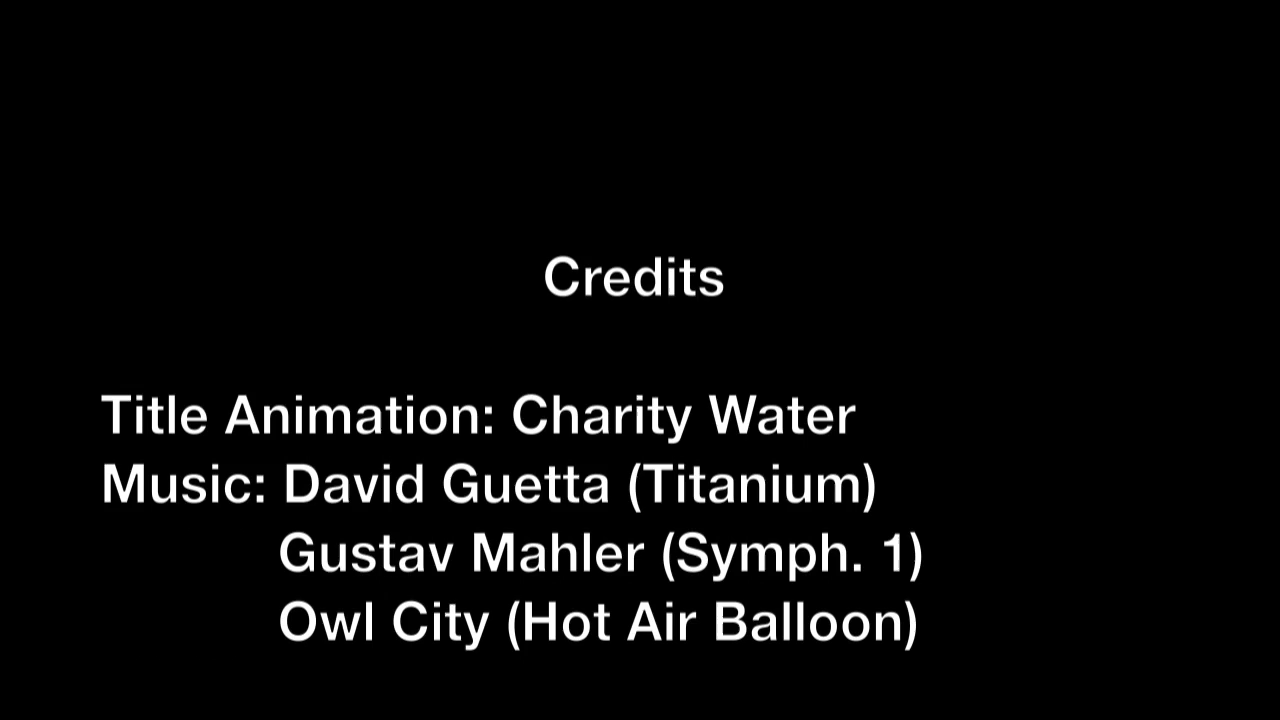 Credits
Title Animation: Charity Water
Music: David Guetta (Titanium)
Gustav Mahler (Symph. 1)
Owl City (Hot Air Balloon)